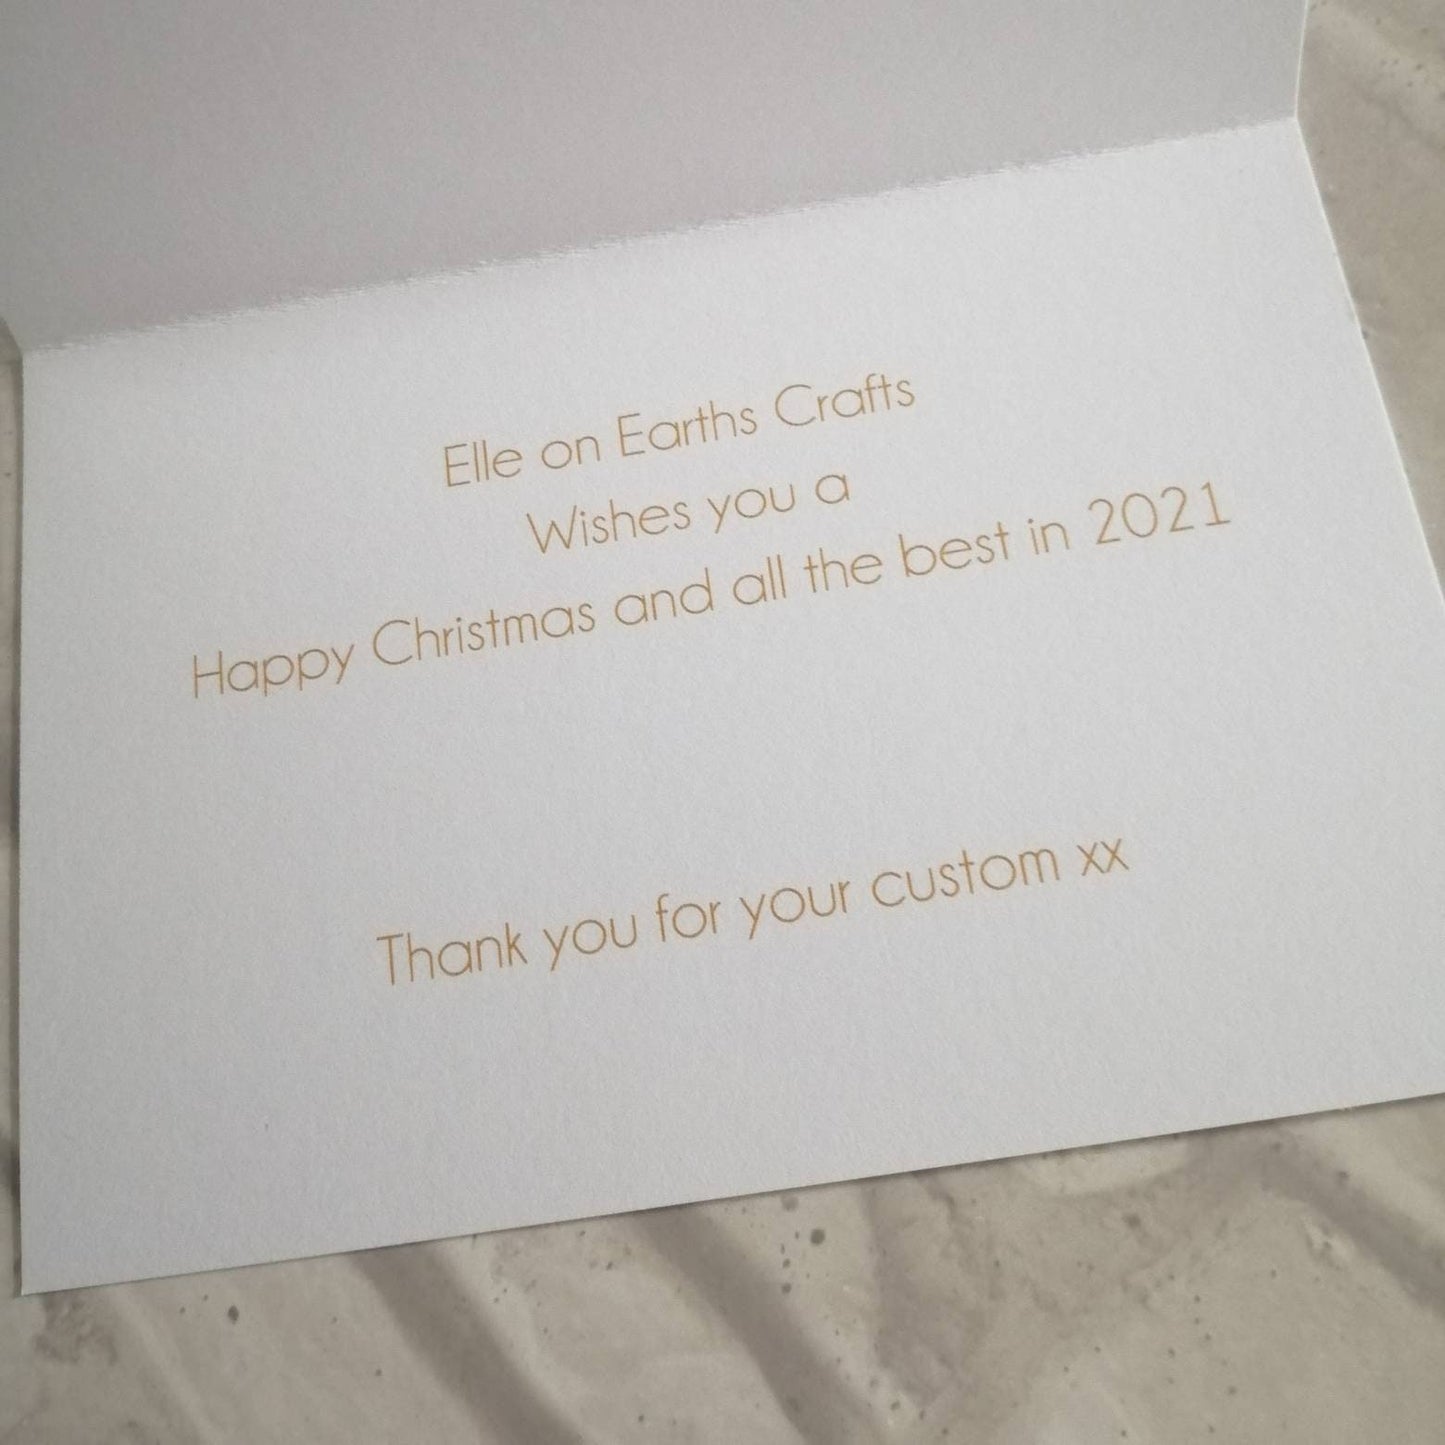 Elle on Earths Crafts
Wishes you a
Happy Christmas and all the best in 2021
Thank you for your custom xx